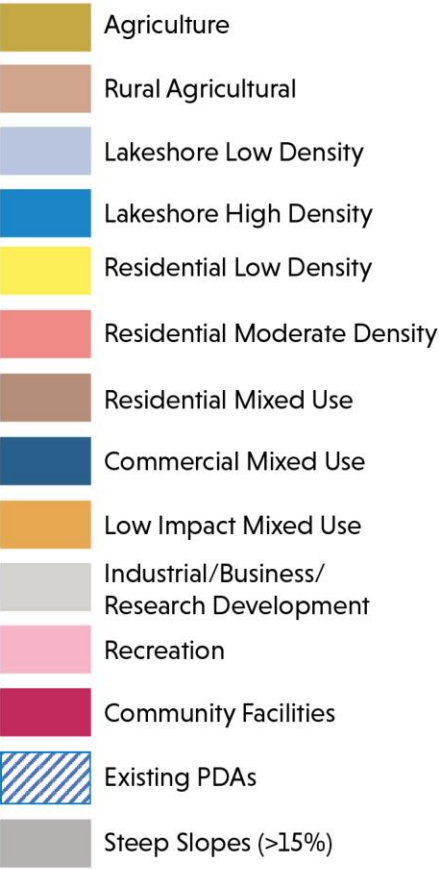 Agriculture
Rural Agricultural
Lakeshore Low Density
Lakeshore High Density
Residential Low Density
Residential Moderate Density
Residential Mixed Use
Commercial Mixed Use
Low Impact Mixed Use
Industrial/Business/
Research Development
Recreation
Community Facilities
Existing PDAs
Steep Slopes (>15%)